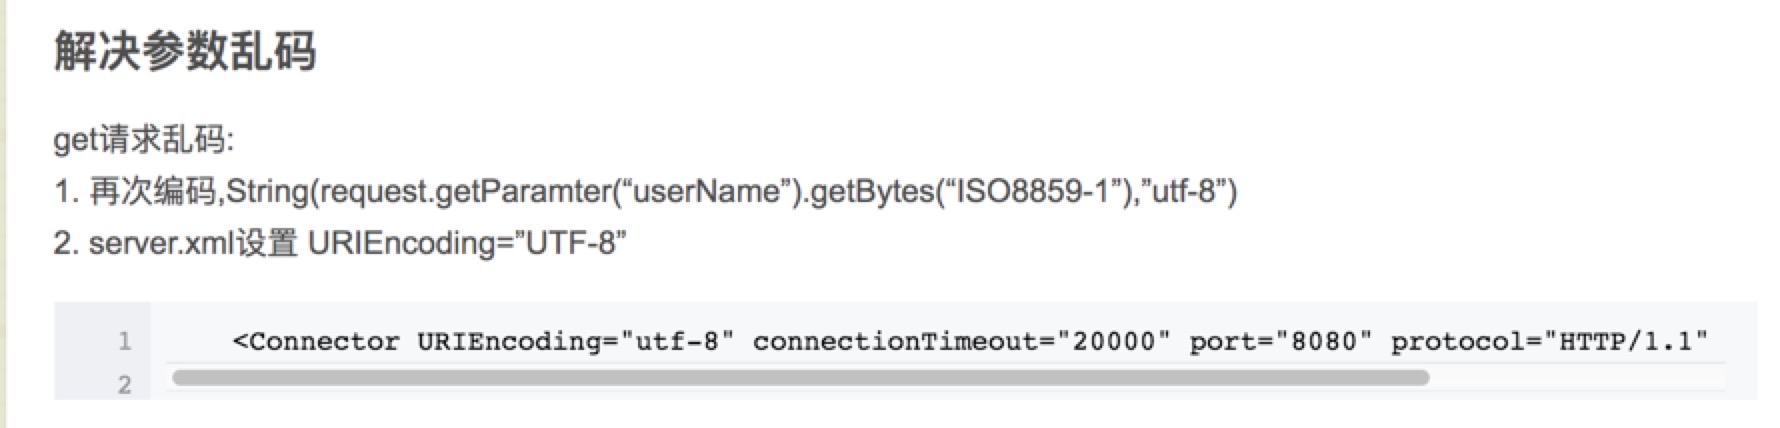 解决参数乱码
get请求乱码:
1. 再次编码,String(request.getParamter(“userName”).getBytes(“ISO8859-1”),”utf-8”)
2. server.xml设置 URIEncoding=”UTF-8”
1 <Connector URIEncoding="utf-8" connectionTimeout="20000" port="8080" protocol="HTTP/1.1"
2